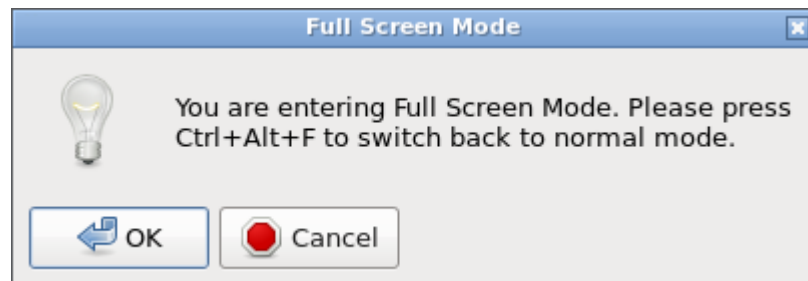 Full Screen Mode
You are entering Full Screen Mode. Please press
Ctrl+Alt+F to switch back to normal mode.
OK
Cancel